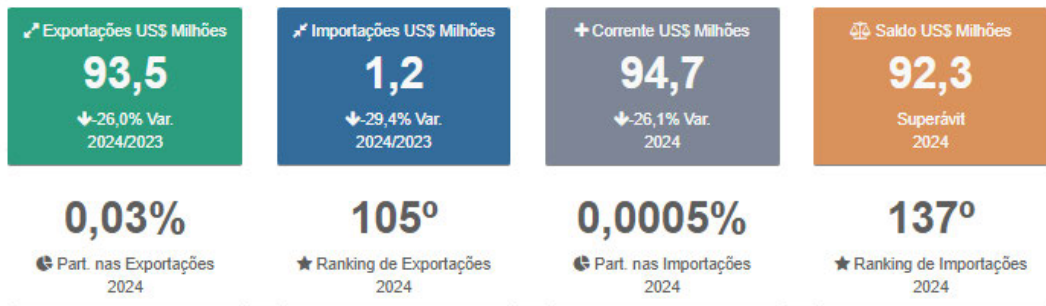 Exportações US$ Milhões
93,5
-26,0% Var.
2024/2023
Importações US$ Milhões
1,2
-29,4% Var.
2024/2023
Corrente US$ Milhões
94,7
-26,1% Var.
2024
Saldo US$ Milhões
92,3
Superávit
2024
0,03%
Part. nas Exportações
2024
105º
Ranking de Exportações
2024
0,0005%
Part. nas Importações
2024
137º
Ranking de Importações
2024